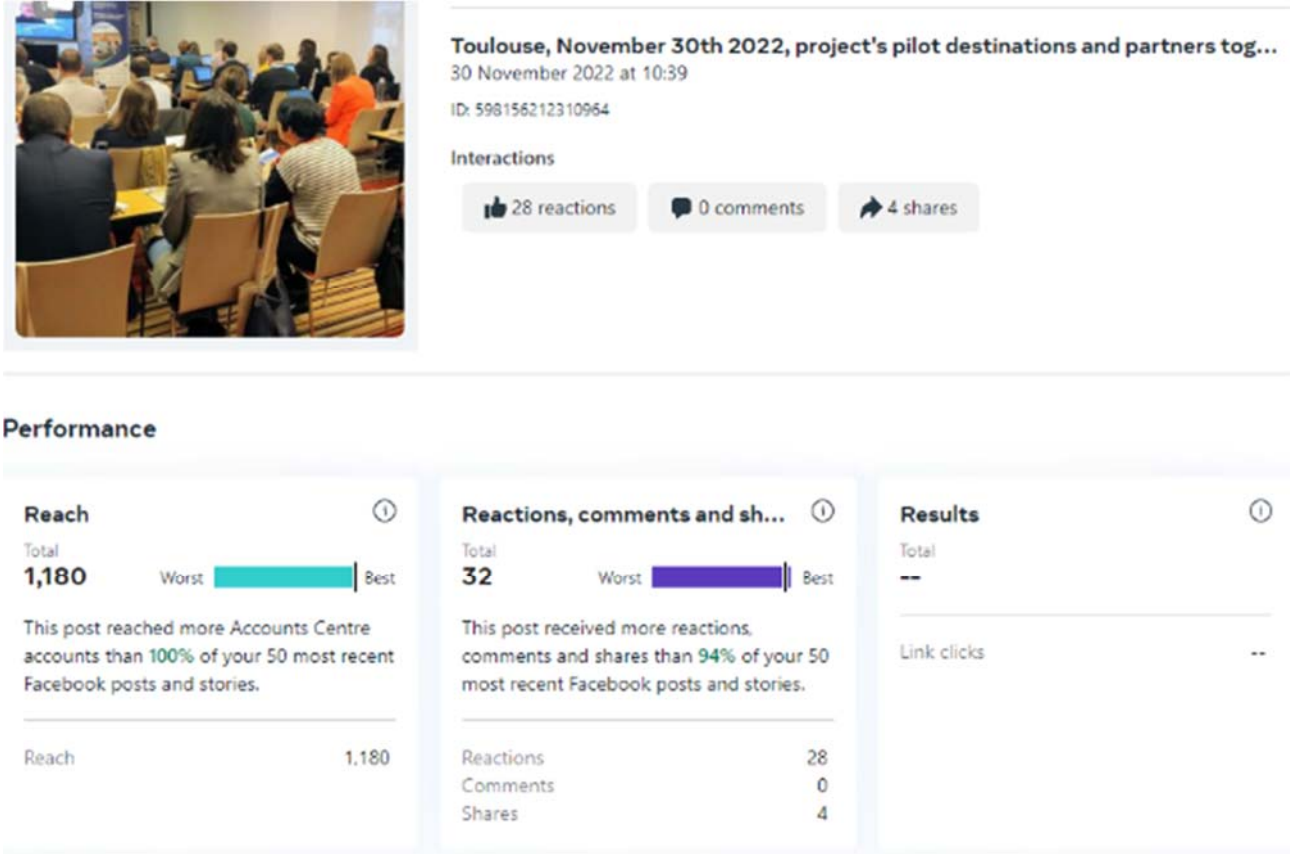 Toulouse, November 30th 2022, project's pilot destinations and partners tog...
30 November 2022 at 10:39
ID: 598156212310964
Interactions
28 reactions
0 comments
4 shares
Performance
Reach
Total
1,180
Worst
Best
This post reached more Accounts Centre
accounts than 100% of your 50 most recent
Facebook posts and stories.
Reach 1,180
Reactions, comments and sh...
Total
32
Worst
Best
This post received more reactions,
comments and shares than 94% of your 50
most recent Facebook posts and stories.
Reactions 28
Comments 0
Shares 4
Results
Total
--
Link clicks --